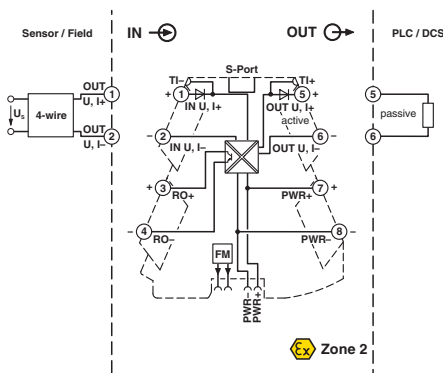 Sensor / Field
IN
OUT
PLC / DCS
S-Port
TI–
TI+
OUT
U, I+
1
+ 1
IN U, I+
5 +
OUT U, I+
active
5
Us
4-wire
passive
OUT
U, I–
2
– 2
IN U, I–
6 –
OUT U, I–
6
+ 3
RO+
7 +
PWR+
– 4
RO–
8 –
PWR–
FM
PWR–
PWR+
Ex Zone 2